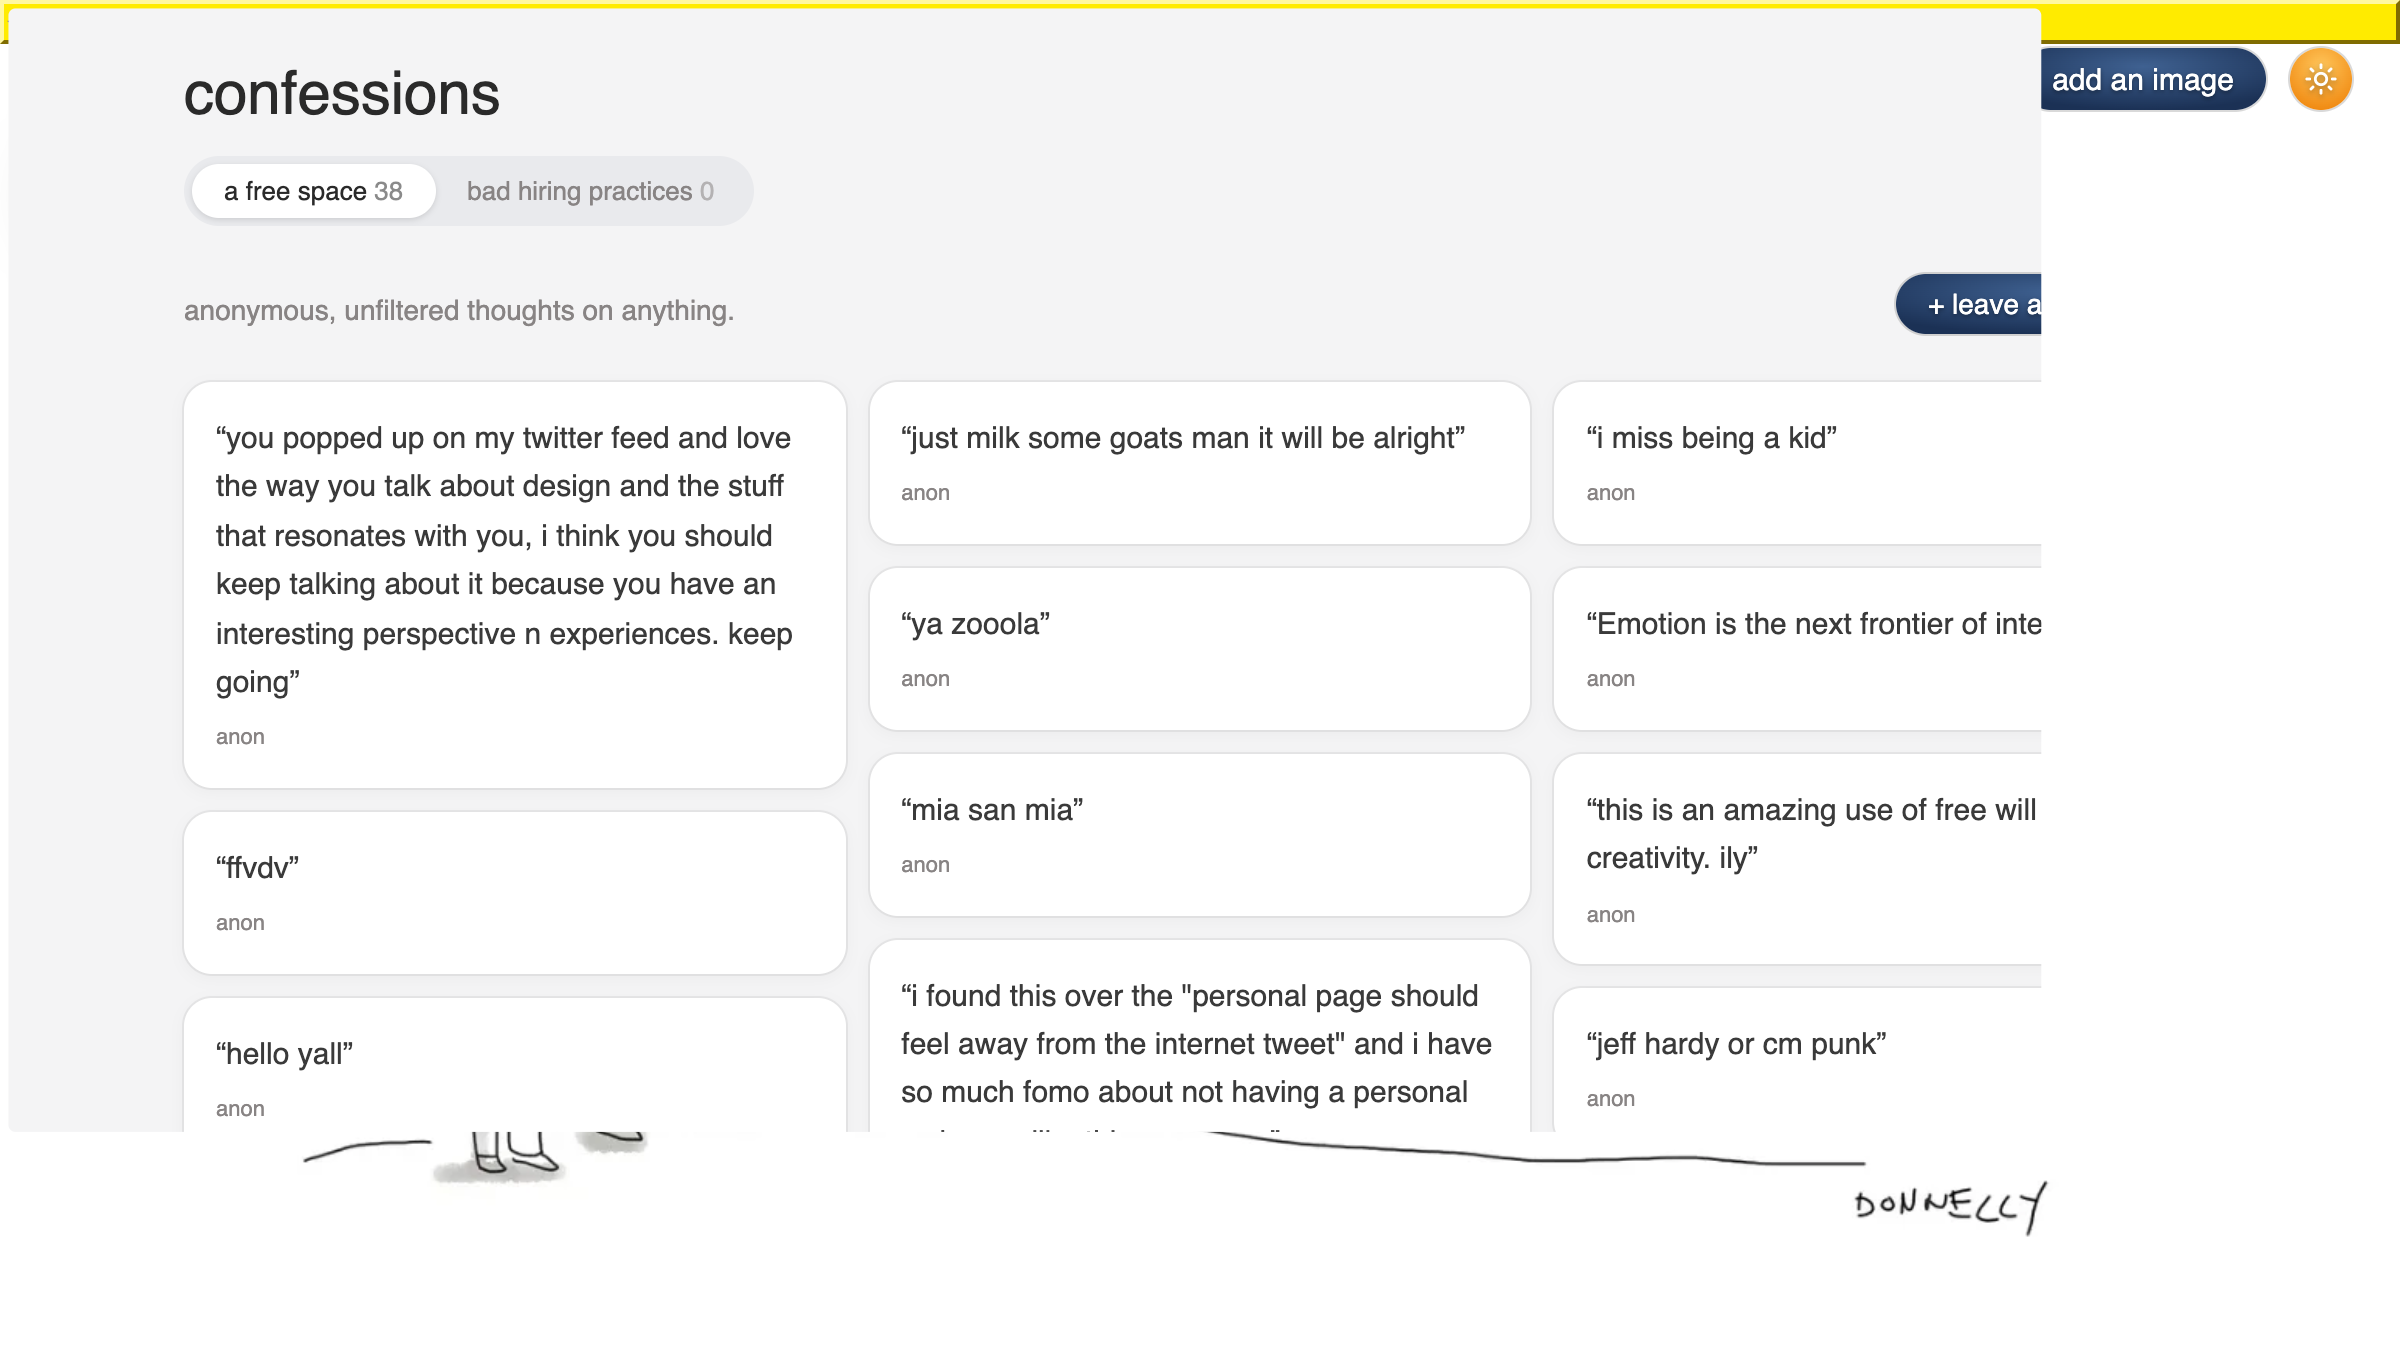 confessions
add an image
a free space 38
bad hiring practices 0
anonymous, unfiltered thoughts on anything.
+ leave a
“you popped up on my twitter feed and love
the way you talk about design and the stuff
that resonates with you, i think you should
keep talking about it because you have an
interesting perspective n experiences. keep
going”
anon
“ffvdv”
anon
“hello yall”
anon
“just milk some goats man it will be alright”
anon
“ya zooola”
anon
“mia san mia”
anon
“i found this over the "personal page should
feel away from the internet tweet" and i have
so much fomo about not having a personal
“i miss being a kid”
anon
“Emotion is the next frontier of inte
anon
“this is an amazing use of free will
creativity. ily”
anon
“jeff hardy or cm punk”
anon
DONNELLY